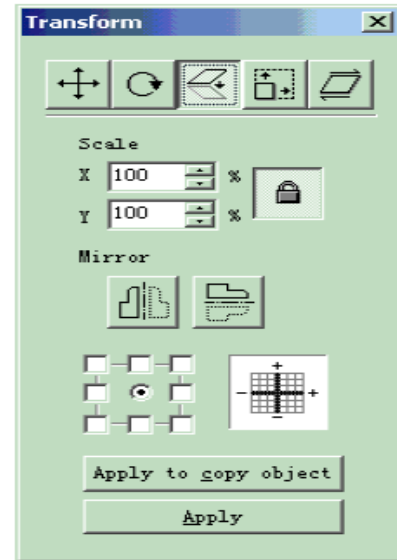 Transform
Scale
X 100 %
Y 100 %
Mirror
Apply to copy object
Apply